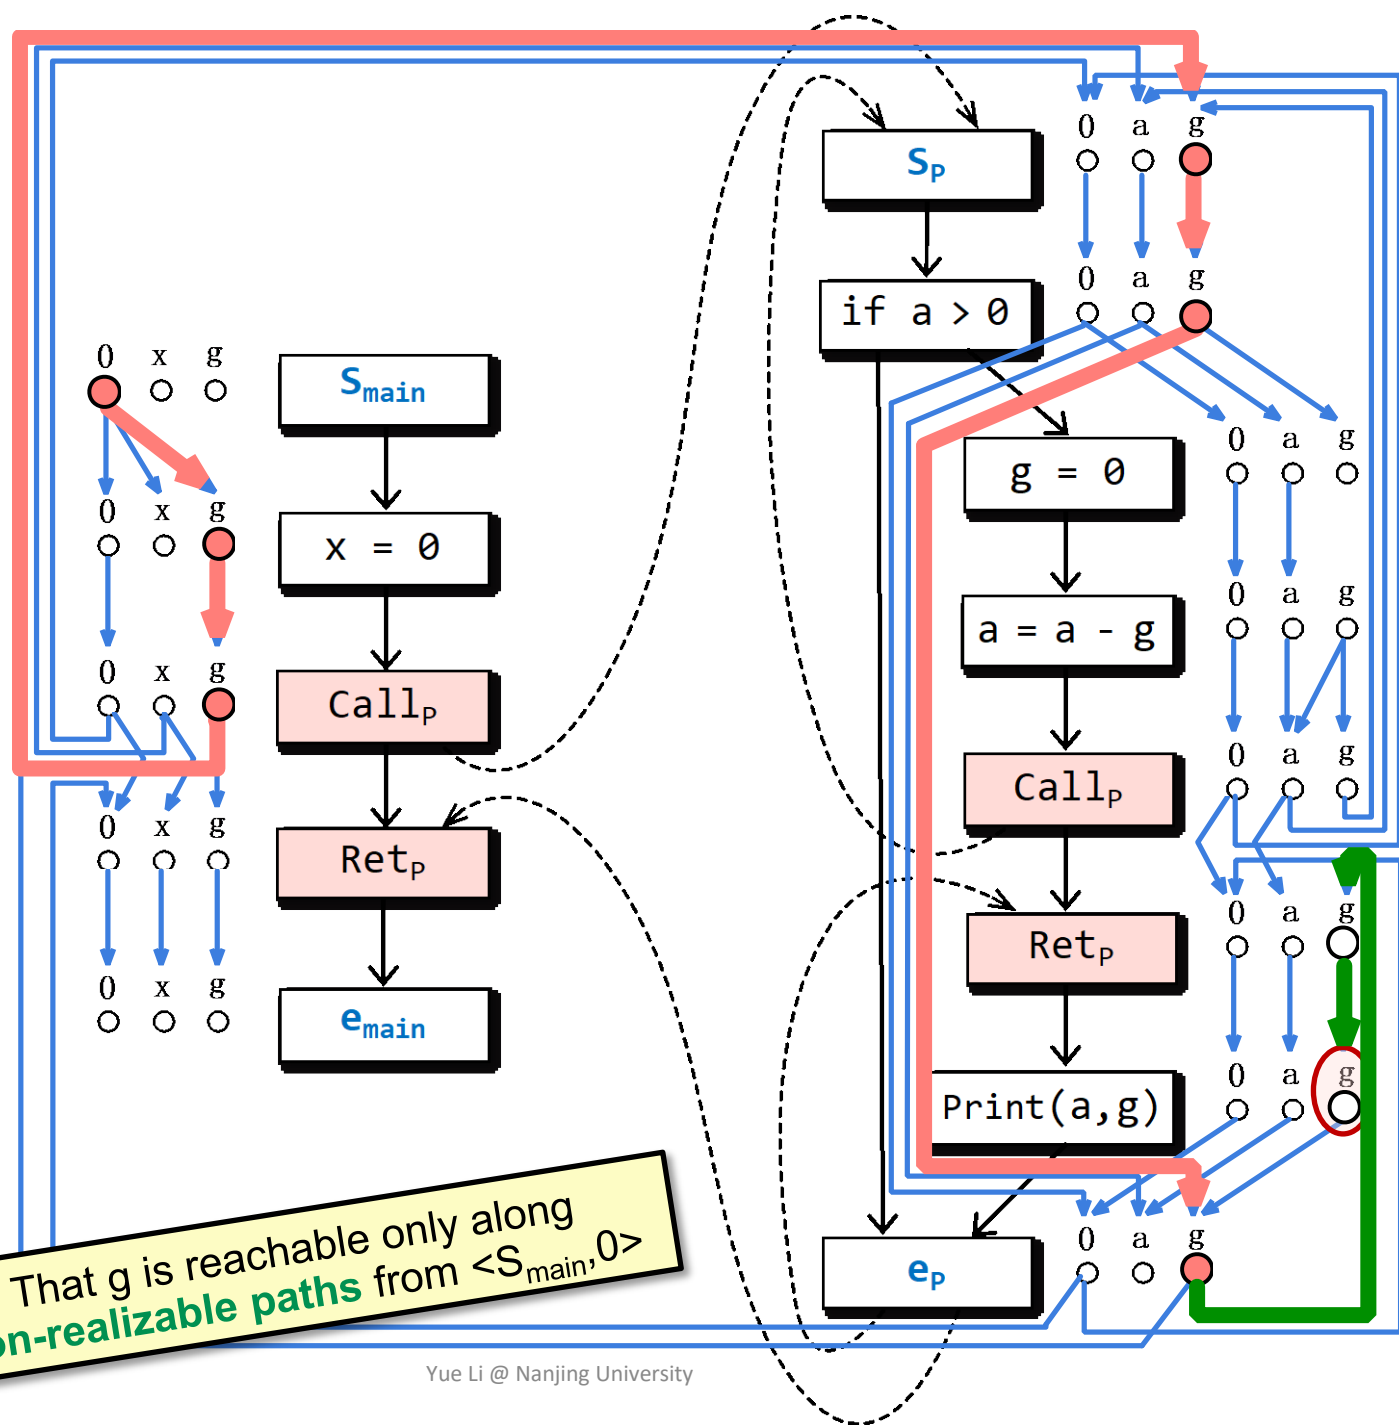 0 a g
S_P
0 a g
if a > 0
0 x g
S_main
0 a g
g = 0
0 x g
x = 0
0 a g
a = a - g
0 x g
Call_P
0 a g
Call_P
0 x g
Ret_P
0 a g
Ret_P
0 x g
e_main
0 a g
Print(a,g)
That g is reachable only along
on-realizable paths from <S_main,0>
0 a g
e_P
Yue Li @ Nanjing University